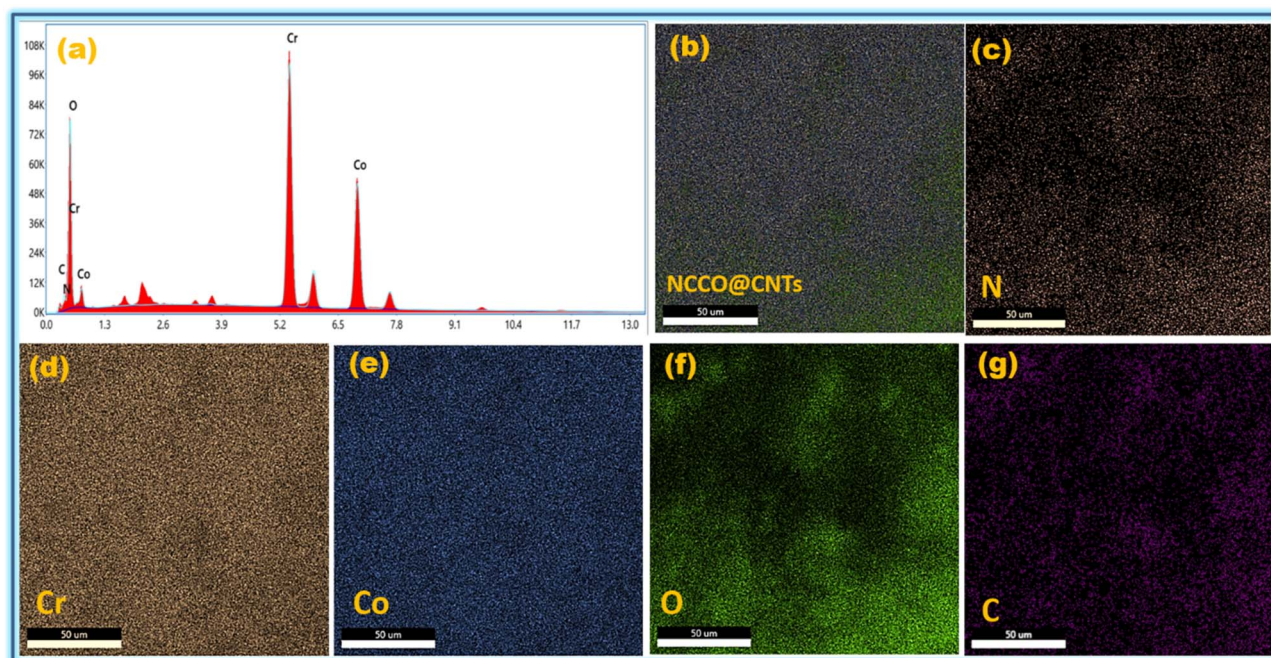 (a)
108K
96K
84K
72K
60K
48K
36K
24K
12K
0K
Cr
O
Co
Cr
C
N
Co
0.0 1.3 2.6 3.9 5.2 6.5 7.8 9.1 10.4 11.7 13.0
(b)
NCCO@CNTs
50 um
(c)
N
50 um
(d)
Cr
50 um
(e)
Co
50 um
(f)
O
50 um
(g)
C
50 um